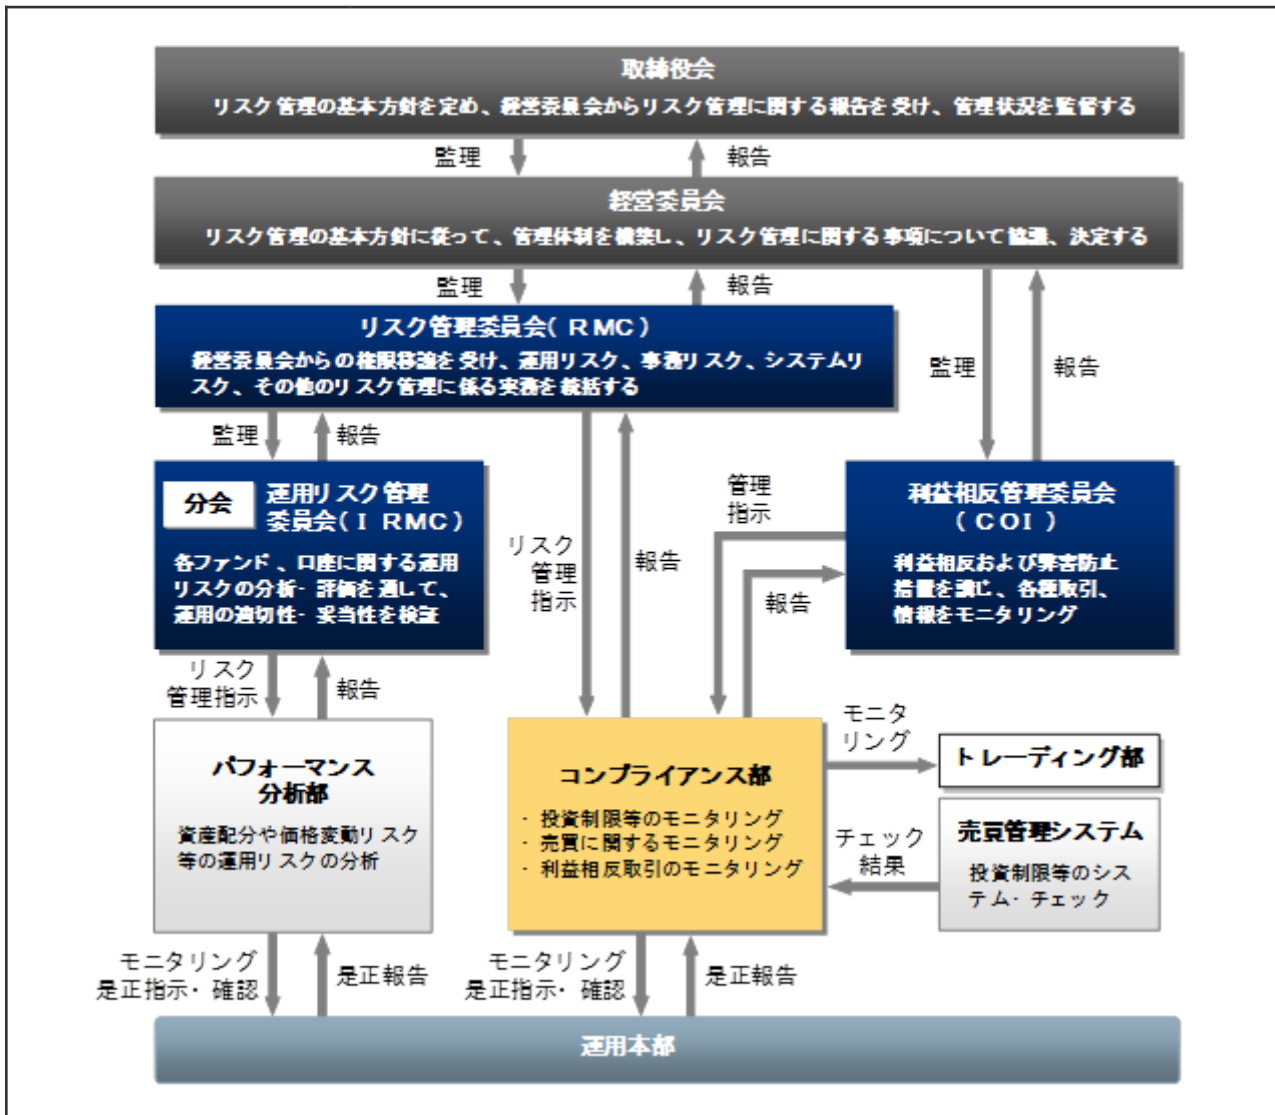 取締役会
リスク管理の基本方針を定め、経営委員会からリスク管理に関する報告を受け、管理状況を監督する
監理
報告
経営委員会
リスク管理の基本方針に従って、管理体制を構築し、リスク管理に関する事項について協議、決定する
監理
報告
リスク管理委員会(RMC)
経営委員会からの権限移譲を受け、運用リスク、事務リスク、システムリ
スク、その他のリスク管理に係る実務を統括する
監理
報告
監理
報告
分会
運用リスク管理
委員会(IRMC)
各ファンド、口座に関する運用
リスクの分析・評価を通して、
運用の適切性・妥当性を検証
リスク
管理
指示
報告
管理
指示
報告
利益相反管理委員会
(COI)
利益相反および弊害防止
措置を講じ、各種取引、
情報をモニタリング
リスク
管理指示
報告
パフォーマンス
分析部
資産配分や価格変動リスク
等の運用リスクの分析
コンプライアンス部
・投資制限等のモニタリング
・売買に関するモニタリング
・利益相反取引のモニタリング
モニタ
リング
トレーディング部
チェック
結果
売買管理システム
投資制限等のシス
テム・チェック
モニタリング
是正指示・確認
是正報告
モニタリング
是正指示・確認
是正報告
運用本部